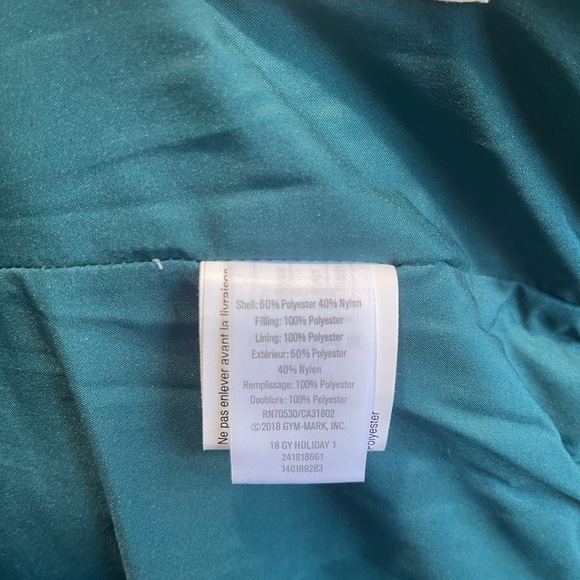 Shell: 60% Polyester 40% Nylon
Filling: 100% Polyester
Lining: 100% Polyester
Extérieur: 60% Polyester
40% Nylon
Remplissage: 100% Polyester
Doublure: 100% Polyester
RN70530/CA31802
©2018 GYM-MARK, INC.
18 GY HOLIDAY 1
241918661
140189283
Ne pas enlever avant la livraison
Polyester